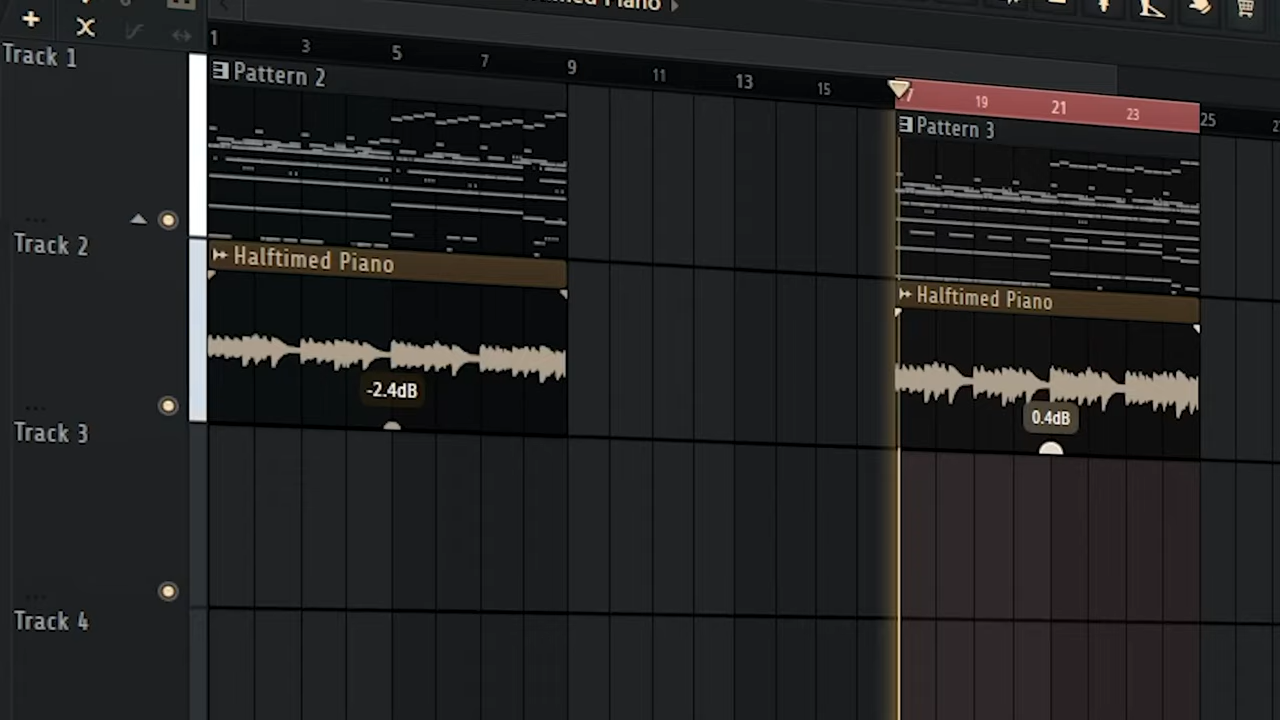 Piano
Track 1
1 3 5 7 9 11 13 15 19 21 23 25
Pattern 2
Pattern 3
Track 2
Halftimed Piano
Halftimed Piano
-2.4dB
0.4dB
Track 3
Track 4